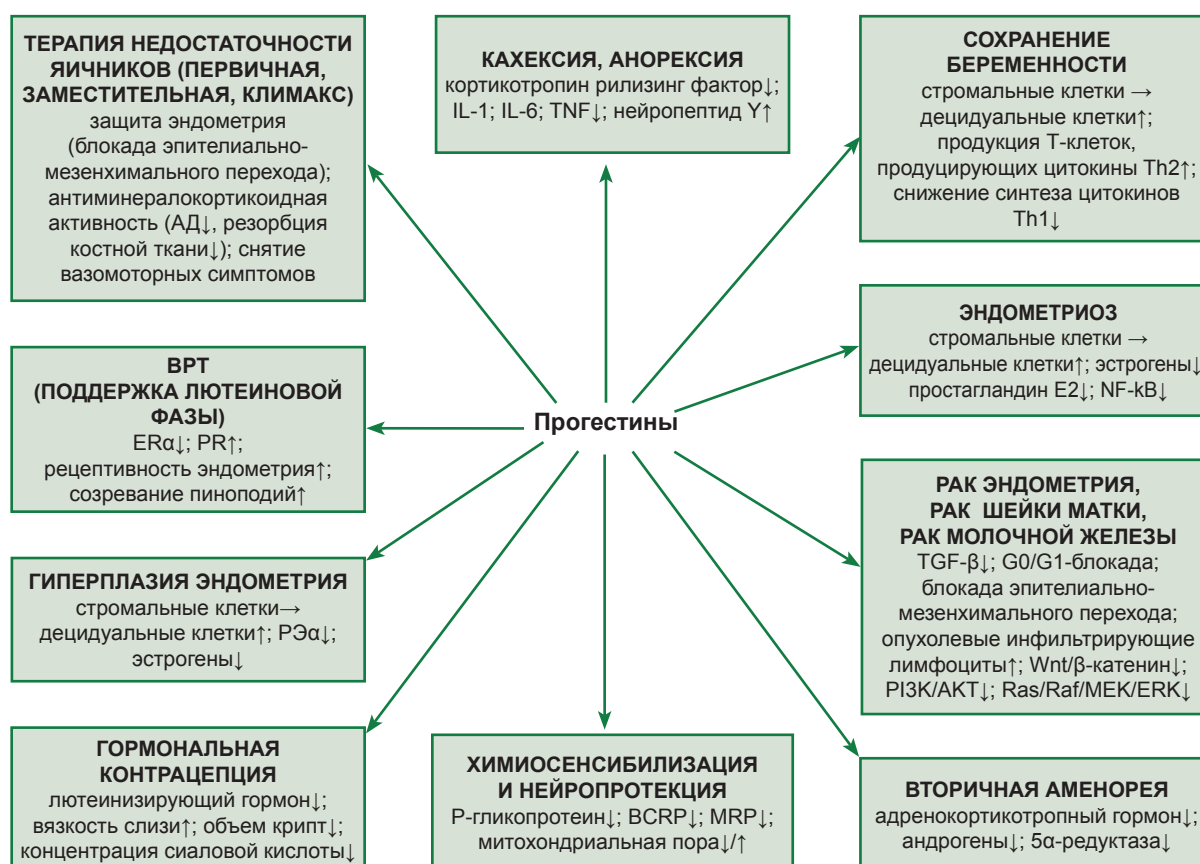 ТЕРАПИЯ НЕДОСТАТОЧНОСТИ
ЯИЧНИКОВ (ПЕРВИЧНАЯ,
ЗАМЕСТИТЕЛЬНАЯ, КЛИМАКС)
защита эндометрия
(блокада эпителиально-
мезенхимального перехода);
антиминералокортикоидная
активность (АД↓, резорбция
костной ткани↓); снятие
вазомоторных симптомов
КАХЕКСИЯ, АНОРЕКСИЯ
кортикотропин рилизинг фактор↓;
IL-1; IL-6; TNF↓; нейропептид Y↑
СОХРАНЕНИЕ
БЕРЕМЕННОСТИ
стромальные клетки →
децидуальные клетки↑;
продукция Т-клеток,
продуцирующих цитокины Th2↑;
снижение синтеза цитокинов
Th1↓
ВРТ
(ПОДДЕРЖКА ЛЮТЕИНОВОЙ
ФАЗЫ)
ERα↓; PR↑;
рецептивность эндометрия↑;
созревание пиноподий↑
Прогестины
ЭНДОМЕТРИОЗ
стромальные клетки →
децидуальные клетки↑; эстрогены↓
простагландин Е2↓; NF-kB↓
ГИПЕРПЛАЗИЯ ЭНДОМЕТРИЯ
стромальные клетки→
децидуальные клетки↑; РЭα↓;
эстрогены↓
РАК ЭНДОМЕТРИЯ,
РАК ШЕЙКИ МАТКИ,
РАК МОЛОЧНОЙ ЖЕЛЕЗЫ
TGF-β↓; G0/G1-блокада;
блокада эпителиально-
мезенхимального перехода;
опухолевые инфильтрирующие
лимфоциты↑; Wnt/β-катенин↓;
PI3K/AKT↓; Ras/Raf/MEK/ERK↓
ГОРМОНАЛЬНАЯ
КОНТРАЦЕПЦИЯ
лютеинизирующий гормон↓;
вязкость слизи↑; объем крипт↓;
концентрация сиаловой кислоты↓
ХИМИОСЕНСИБИЛИЗАЦИЯ
И НЕЙРОПРОТЕКЦИЯ
Р-гликопротеин↓; BCRP↓; MRP↓;
митохондриальная пора↓/↑
ВТОРИЧНАЯ АМЕНОРЕЯ
адренокортикотропный гормон↓;
андрогены↓; 5α-редуктаза↓